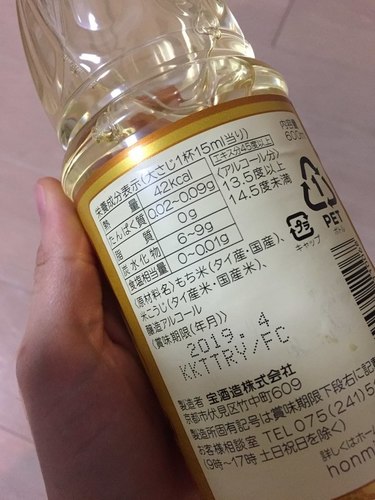 栄養成分表示(大さじ1杯15ml当り)
熱量 42kcal
たんぱく質 0.02~0.09g
脂質 0g
炭水化物 6~9g
食塩相当量 0~0.01g
エキス分45度以上
〈アルコール分〉
13.5度以上
14.5度未満
内容量
600m
PET
ボトル
キャップ
〈原材料名〉もち米(タイ産・国産)、
米こうじ(タイ産米・国産米)、
醸造アルコール
〈賞味期限(年月)〉
2019. 4
KKTTRV/FC
製造者 宝酒造株式会社
京都市伏見区竹中町609
製造所固有記号は賞味期限下段右に記載
お客様相談室 TEL075(241)5
(9時~17時 土日祝日を除く)
詳しくはホー
honm